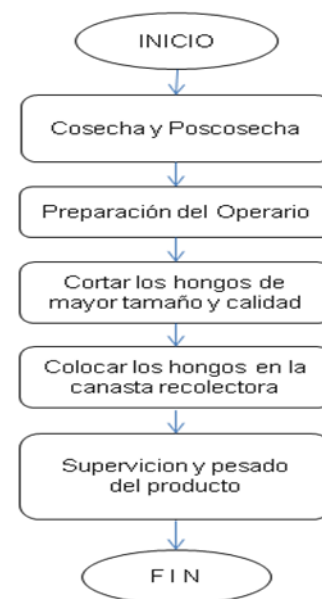 INICIO
Cosecha y Poscosecha
Preparación del Operario
Cortar los hongos de
mayor tamaño y calidad
Colocar los hongos en la
canasta recolectora
Supervicion y pesado
del producto
F I N